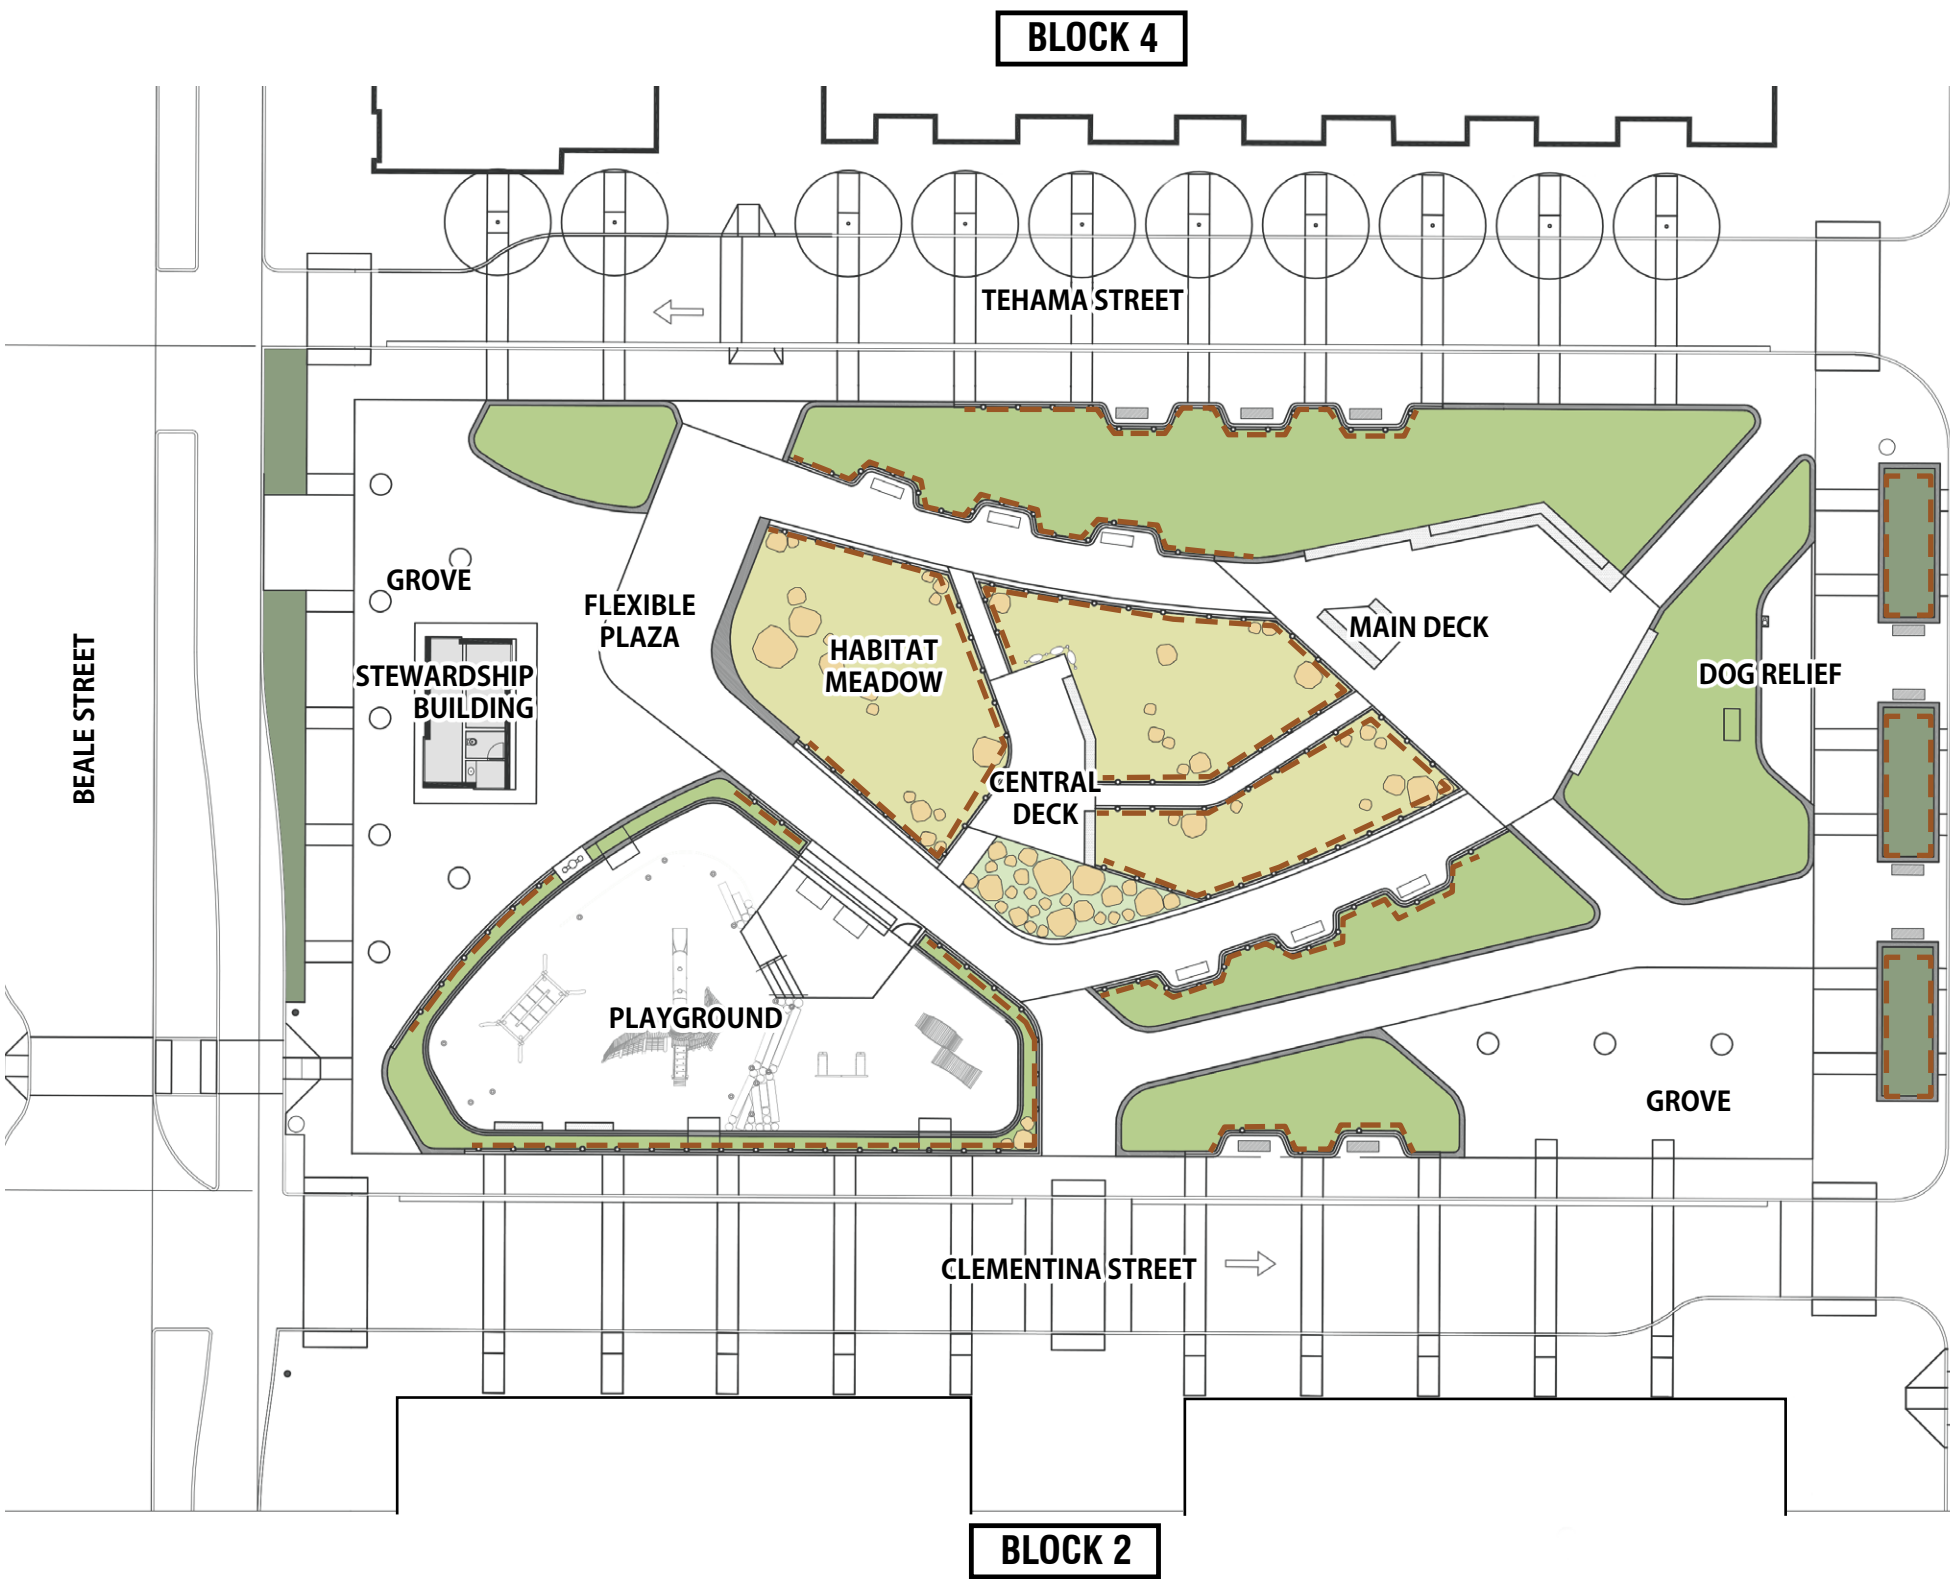 BLOCK 4
TEHAMA STREET
GROVE
FLEXIBLE
PLAZA
HABITAT
MEADOW
MAIN DECK
DOG RELIEF
STEWARDSHIP
BUILDING
BEALE STREET
CENTRAL
DECK
PLAYGROUND
GROVE
CLEMENTINA STREET
BLOCK 2